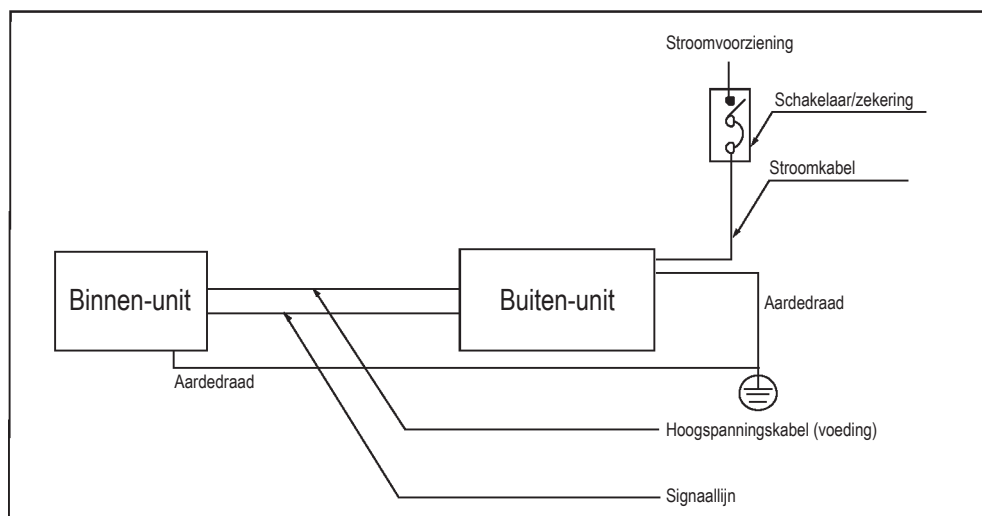 Stroomvoorziening
Schakelaar/zekering
Stroomkabel
Binnen-unit
Buiten-unit
Aardedraad
Aardedraad
Hoogspanningskabel (voeding)
Signaallijn